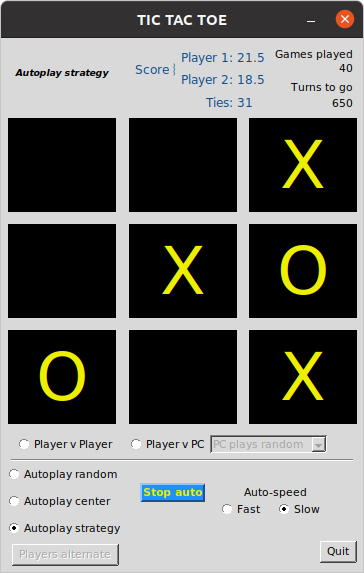 TIC TAC TOE
Autoplay strategy
Score
Player 1: 21.5
Player 2: 18.5
Ties: 31
Games played
40
Turns to go
650
X
X O
O X
Player v Player
Player v PC
PC plays random
Autoplay random
Autoplay center
Autoplay strategy
Stop auto
Auto-speed
Fast
Slow
Players alternate
Quit